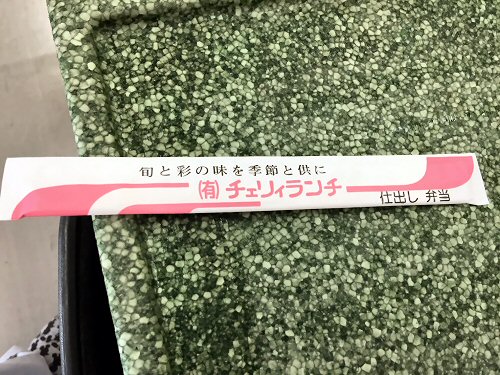 旬と彩の味を季節と供に
㈲チェリィランチ
仕出し 弁当